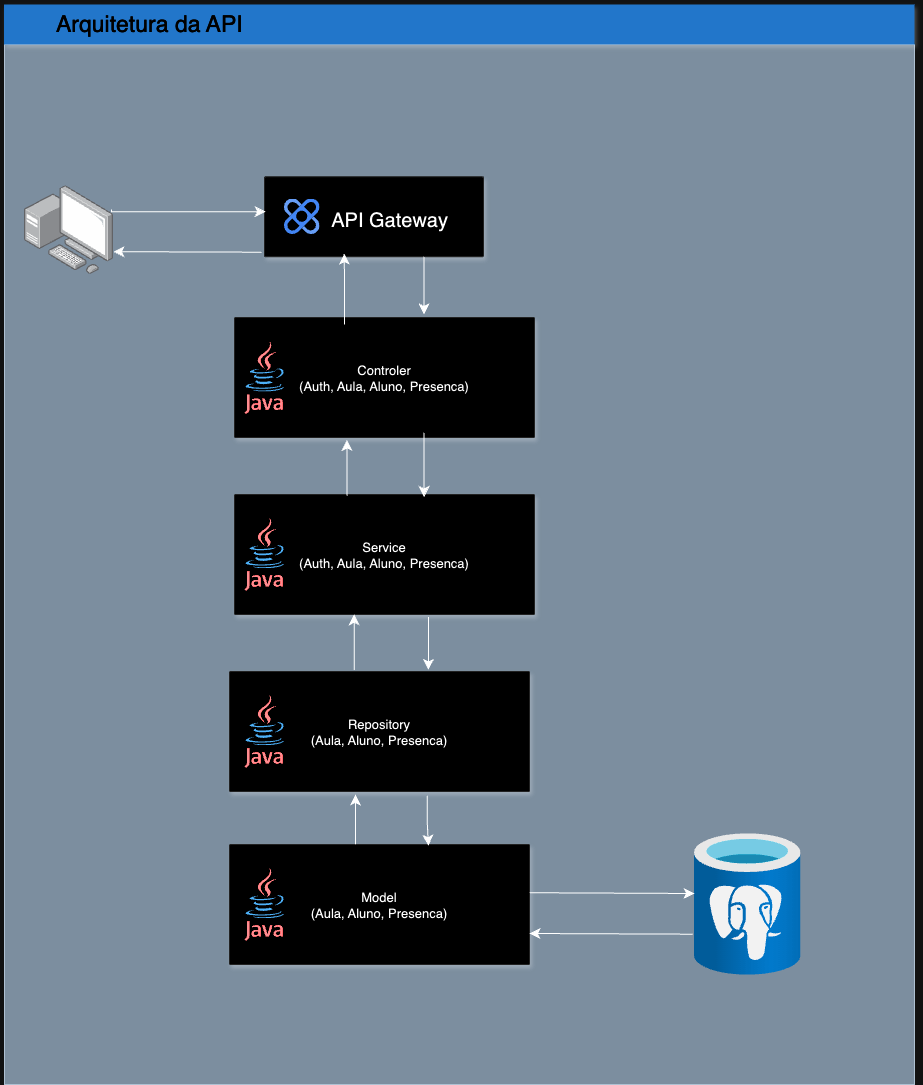 Arquitetura da API
API Gateway
Java
Controler
(Auth, Aula, Aluno, Presenca)
Java
Service
(Auth, Aula, Aluno, Presenca)
Java
Repository
(Aula, Aluno, Presenca)
Java
Model
(Aula, Aluno, Presenca)